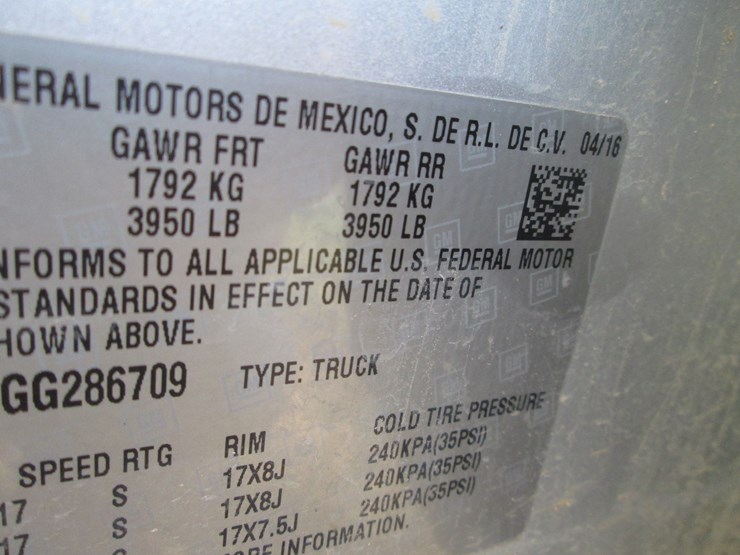 NERAL MOTORS DE MEXICO, S. DE R.L. DE C.V. 04/16
GAWR FRT GAWR RR
1792 KG 1792 KG
3950 LB 3950 LB
NFORMS TO ALL APPLICABLE U.S. FEDERAL MOTOR
STANDARDS IN EFFECT ON THE DATE OF
HOWN ABOVE.
GG286709 TYPE: TRUCK
SPEED RTG RIM COLD TIRE PRESSURE
17 S 17X8J 240KPA(35PSI)
17 S 17X8J 240KPA(35PSI)
17X7.5J 240KPA(35PSI)
INFORMATION.